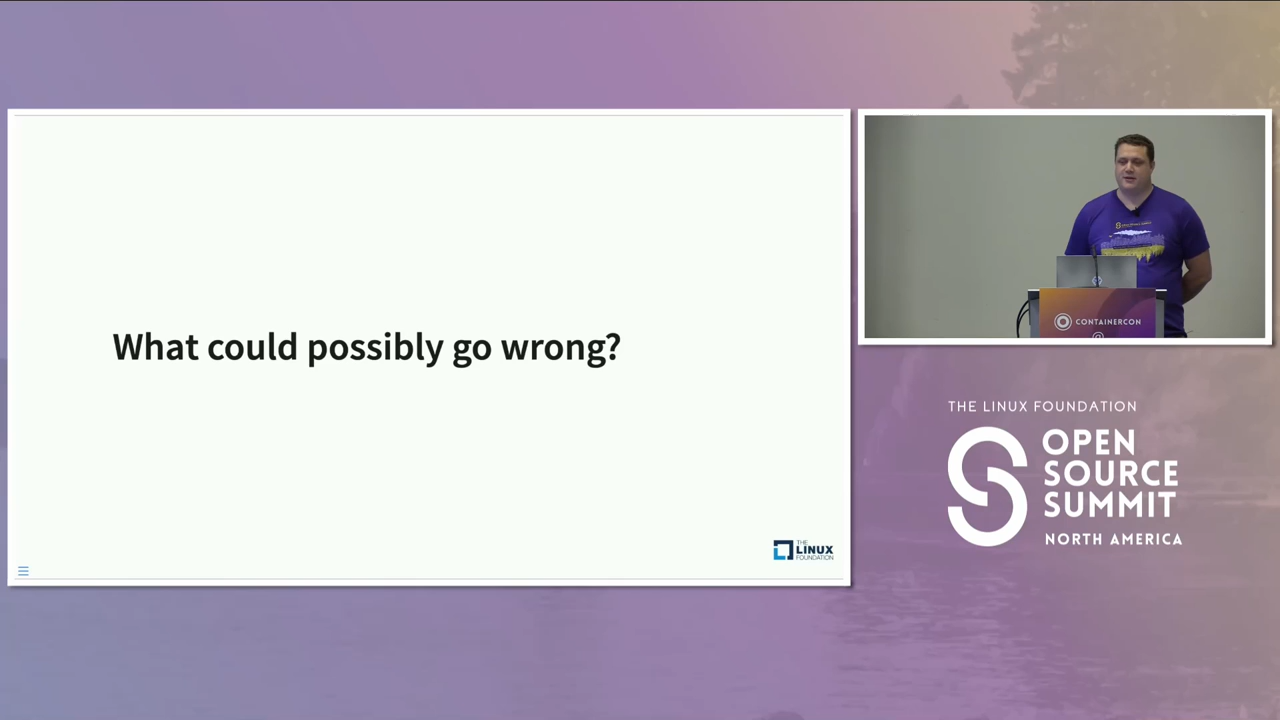 What could possibly go wrong?
THE
LINUX
FOUNDATION
CONTAINERCON
THE LINUX FOUNDATION
OPEN
SOURCE
SUMMIT
NORTH AMERICA